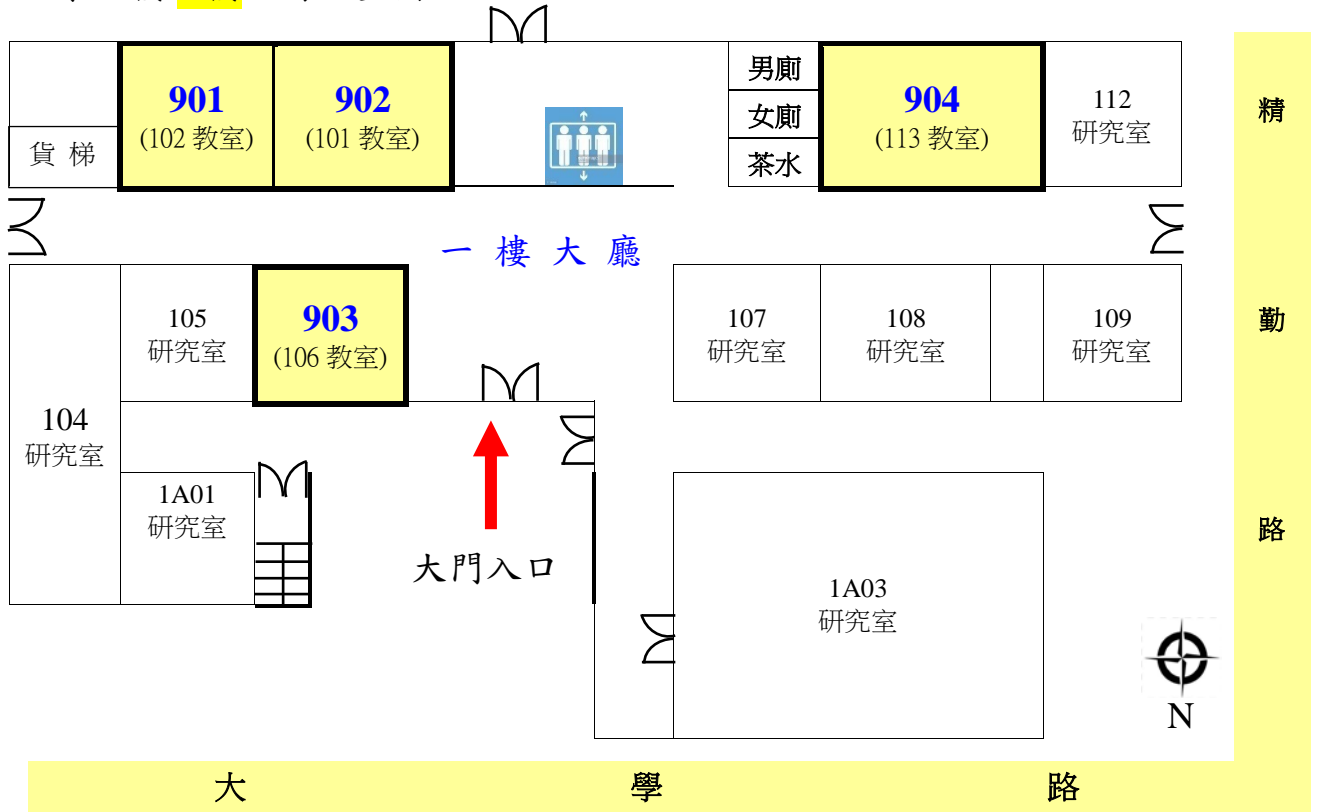 901
(102 教室)
902
(101 教室)
男廁
女廁
茶水
904
(113 教室)
112
研究室
貨 梯
精
勤
路
一 樓 大 廳
105
研究室
903
(106 教室)
107
研究室
108
研究室
109
研究室
104
研究室
1A01
研究室
大門入口
1A03
研究室
N
大 學 路